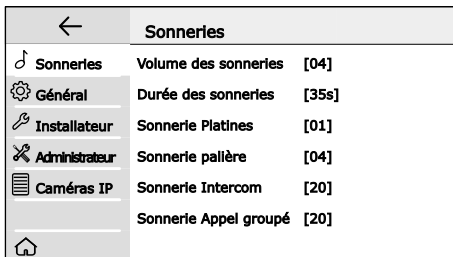 Sonneries
Sonneries
Général
Installateur
Administrateur
Caméras IP
Volume des sonneries [04]
Durée des sonneries [35s]
Sonnerie Platines [01]
Sonnerie palière [04]
Sonnerie Intercom [20]
Sonnerie Appel groupé [20]